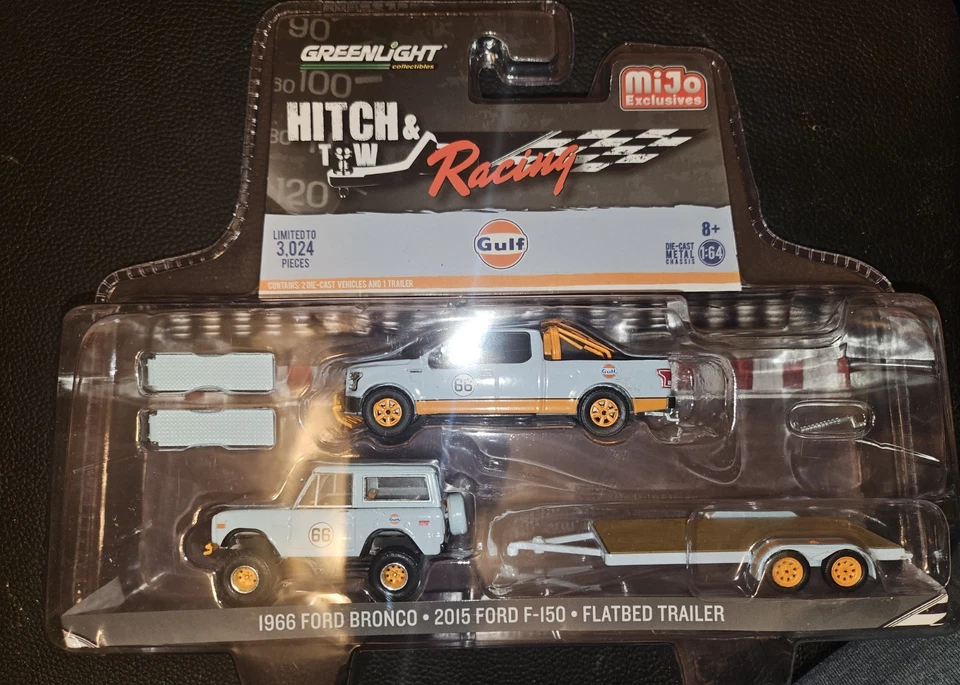 90
GREENLIGHT
collectibles
100
80
HITCH &
TOW
Racing
120
MiJo
Exclusives
LIMITED TO
3,024
PIECES
Gulf
8+
DIE-CAST
METAL
CHASSIS
1:64
CONTAINS 2 DIE-CAST VEHICLES AND 1 TRAILER
66
Gulf
66
1966 FORD BRONCO • 2015 FORD F-150 • FLATBED TRAILER